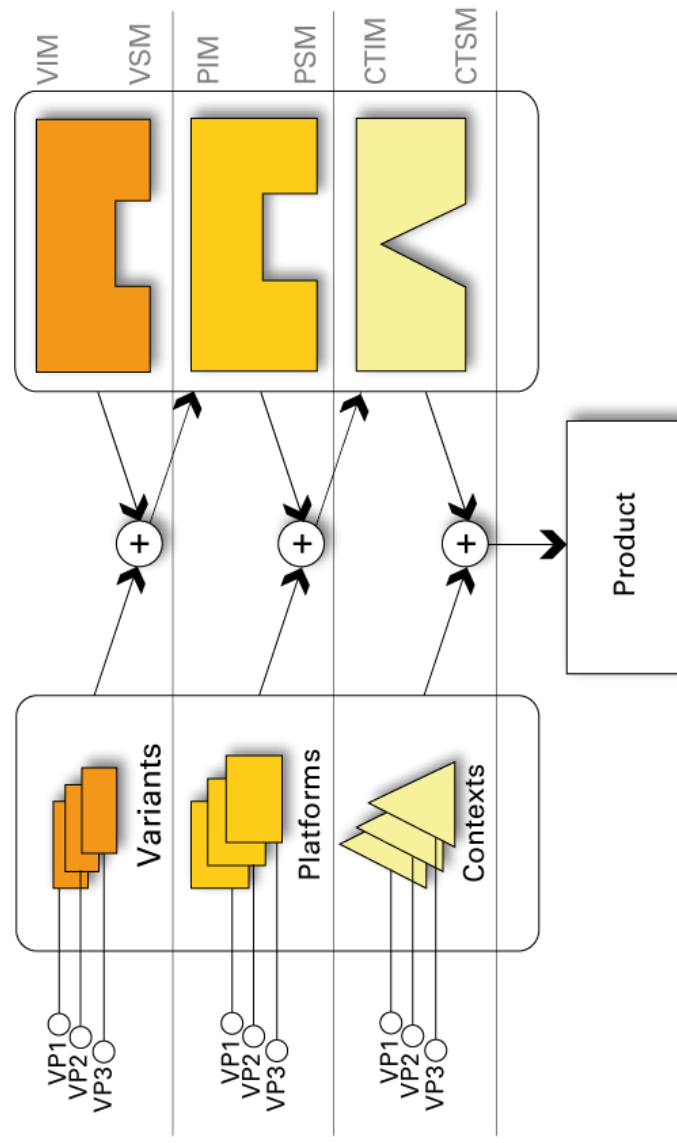 VIM
VSM
PIM
PSM
CTIM
CTSM
+
+
+
Product
Variants
Platforms
Contexts
VP1
VP2
VP3
VP1
VP2
VP3
VP1
VP2
VP3